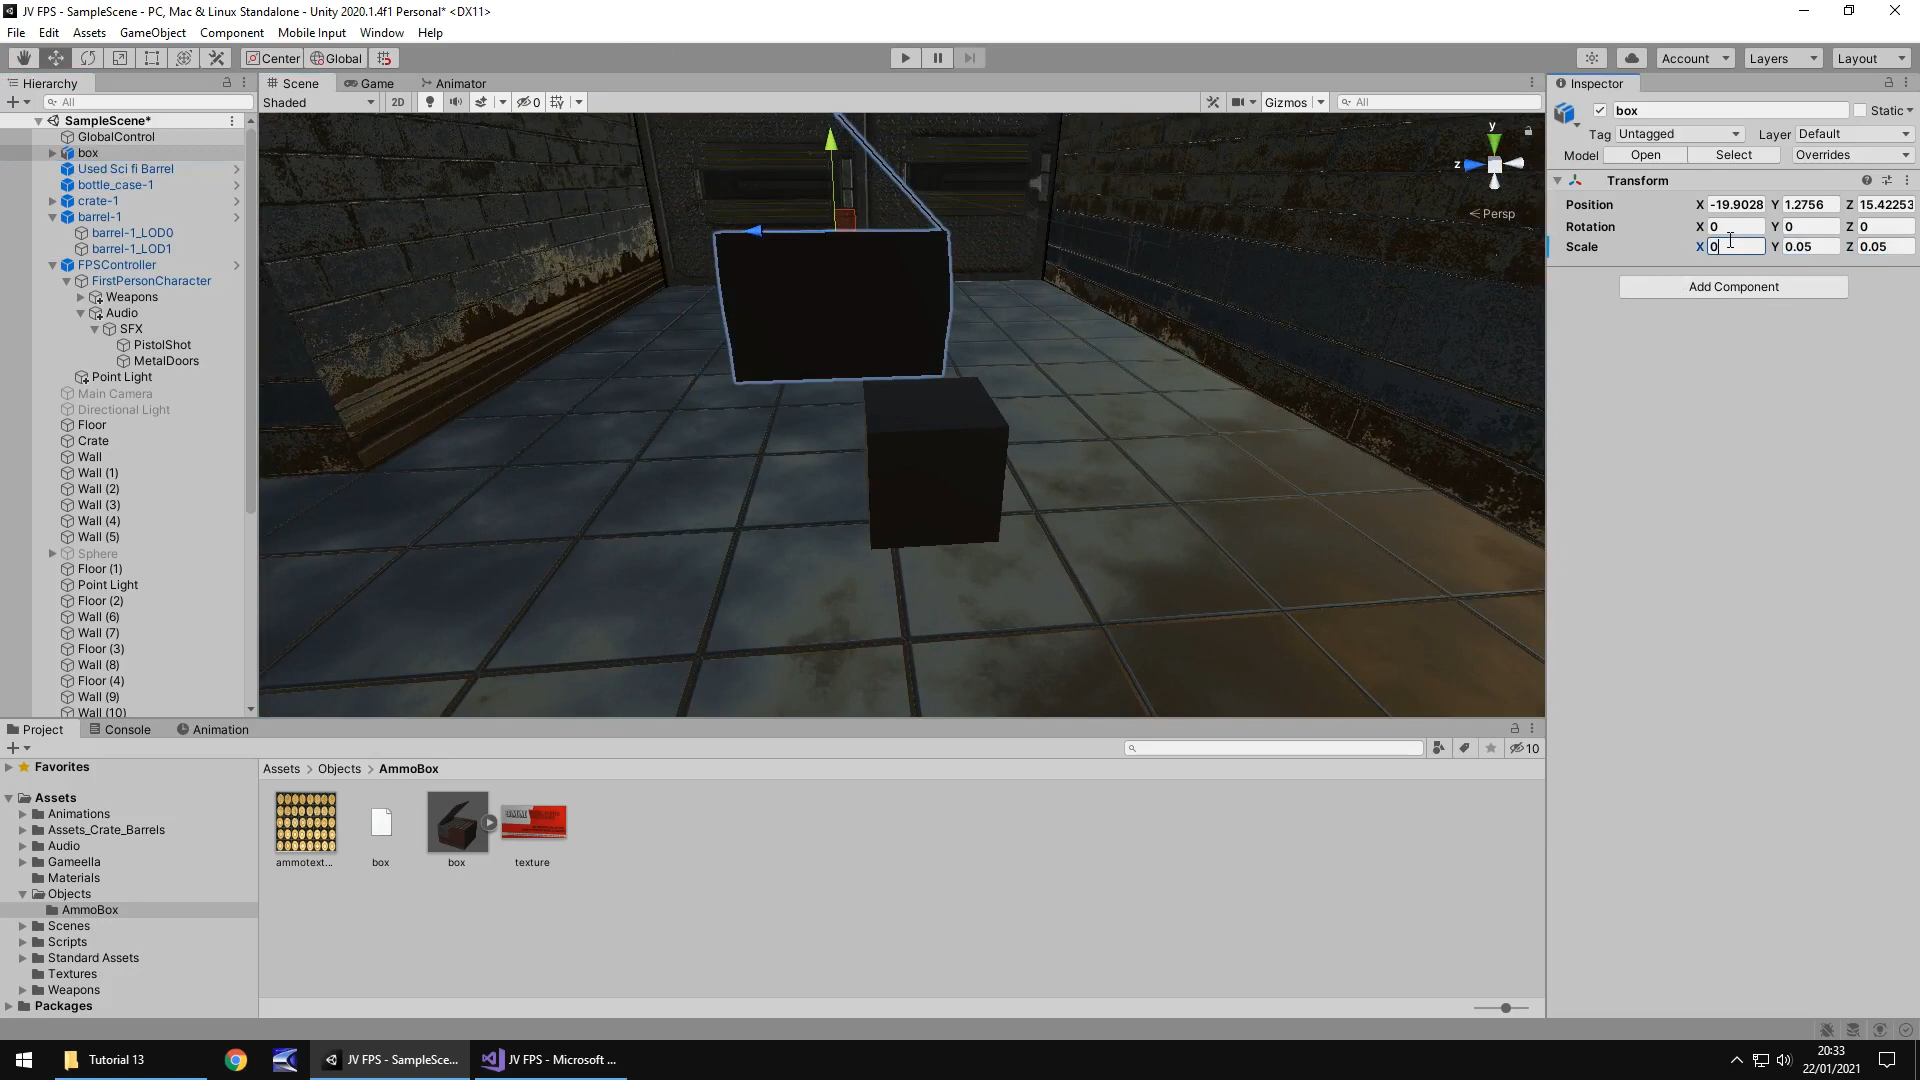 JV FPS - SampleScene - PC, Mac & Linux Standalone - Unity 2020.1.4f1 Personal* <DX11>
File Edit Assets GameObject Component Mobile Input Window Help
Center Global Account Layers Layout
Hierarchy
All
SampleScene*
GlobalControl
box
Used Sci fi Barrel
bottle_case-1
crate-1
barrel-1
barrel-1_LOD0
barrel-1_LOD1
FPSController
FirstPersonCharacter
Weapons
Audio
SFX
PistolShot
MetalDoors
Point Light
Main Camera
Directional Light
Floor
Crate
Wall
Wall (1)
Wall (2)
Wall (3)
Wall (4)
Wall (5)
Sphere
Floor (1)
Point Light
Floor (2)
Wall (6)
Wall (7)
Floor (3)
Wall (8)
Floor (4)
Wall (9)
Wall (10)
Scene Game Animator
Shaded 2D 0 Gizmos All
y
z
Persp
Inspector
box Static
Tag Untagged Layer Default
Model Open Select Overrides
Transform
Position X -19.9028 Y 1.2756 Z 15.42253
Rotation X 0 Y 0 Z 0
Scale X 0 Y 0.05 Z 0.05
Add Component
Project Console Animation
10
Favorites
Assets
Animations
Assets_Crate_Barrels
Audio
Gameella
Materials
Objects
AmmoBox
Scenes
Scripts
Standard Assets
Textures
Weapons
Packages
Assets > Objects > AmmoBox
ammotext... box box texture
Tutorial 13 JV FPS - SampleSce... JV FPS - Microsoft ...
20:33
22/01/2021